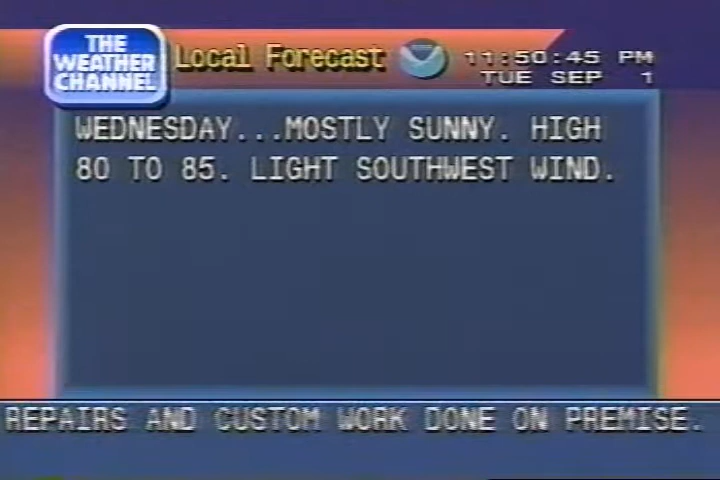 THE
WEATHER
CHANNEL
Local Forecast
11:50:45 PM
TUE SEP 1
WEDNESDAY...MOSTLY SUNNY. HIGH
80 TO 85. LIGHT SOUTHWEST WIND.
REPAIRS AND CUSTOM WORK DONE ON PREMISE.